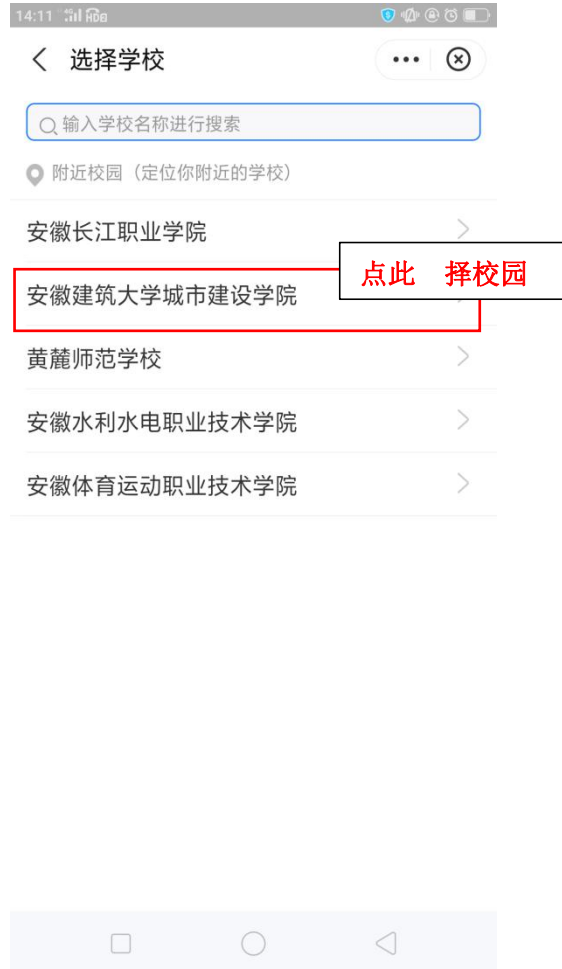 14:11
选择学校
输入学校名称进行搜索
附近校园（定位你附近的学校）
安徽长江职业学院
点此 择校园
安徽建筑大学城市建设学院
黄麓师范学校
安徽水利水电职业技术学院
安徽体育运动职业技术学院